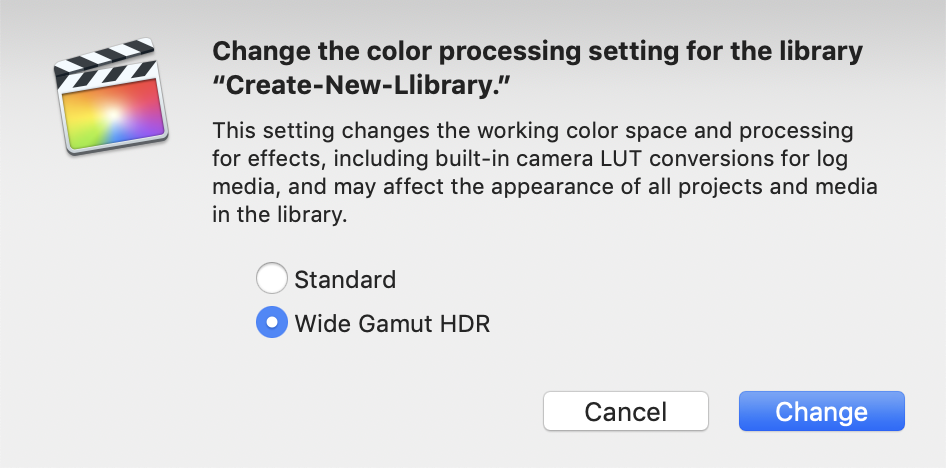 Change the color processing setting for the library
“Create-New-Llibrary.”
This setting changes the working color space and processing
for effects, including built-in camera LUT conversions for log
media, and may affect the appearance of all projects and media
in the library.
Standard
Wide Gamut HDR
Cancel
Change